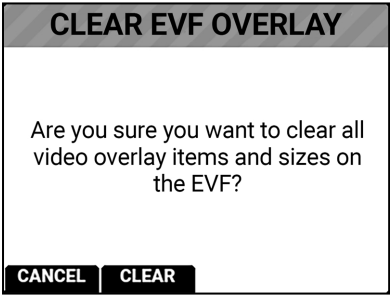 CLEAR EVF OVERLAY
Are you sure you want to clear all
video overlay items and sizes on
the EVF?
CANCEL CLEAR